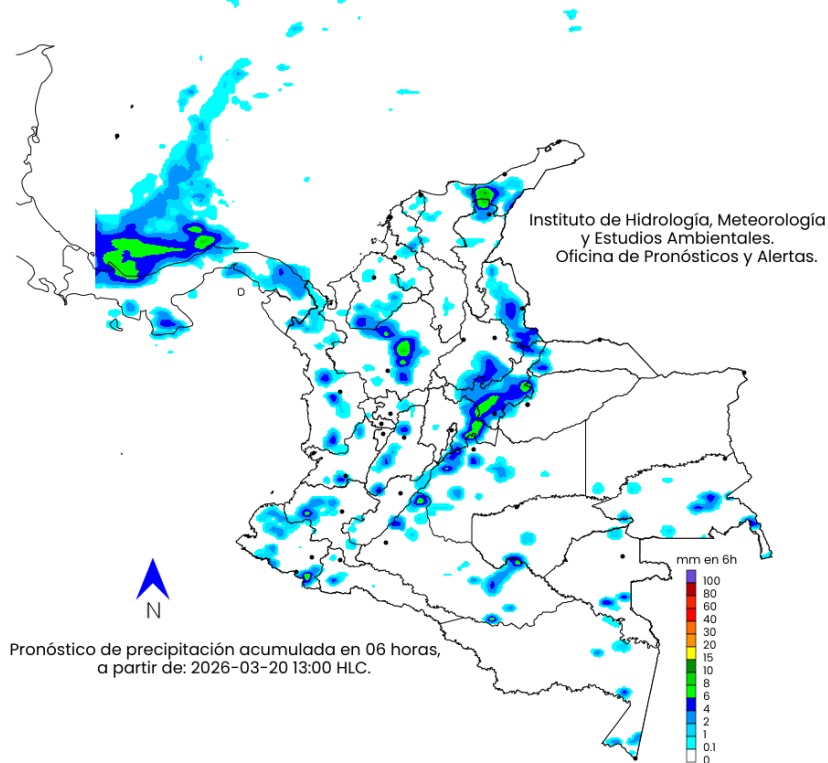 Instituto de Hidrología, Meteorología
y Estudios Ambientales.
Oficina de Pronósticos y Alertas.
D
N
Pronóstico de precipitación acumulada en 06 horas,
a partir de: 2026-03-20 13:00 HLC.
mm en 6h
100
80
60
40
30
20
15
10
8
6
4
2
1
0.1
0